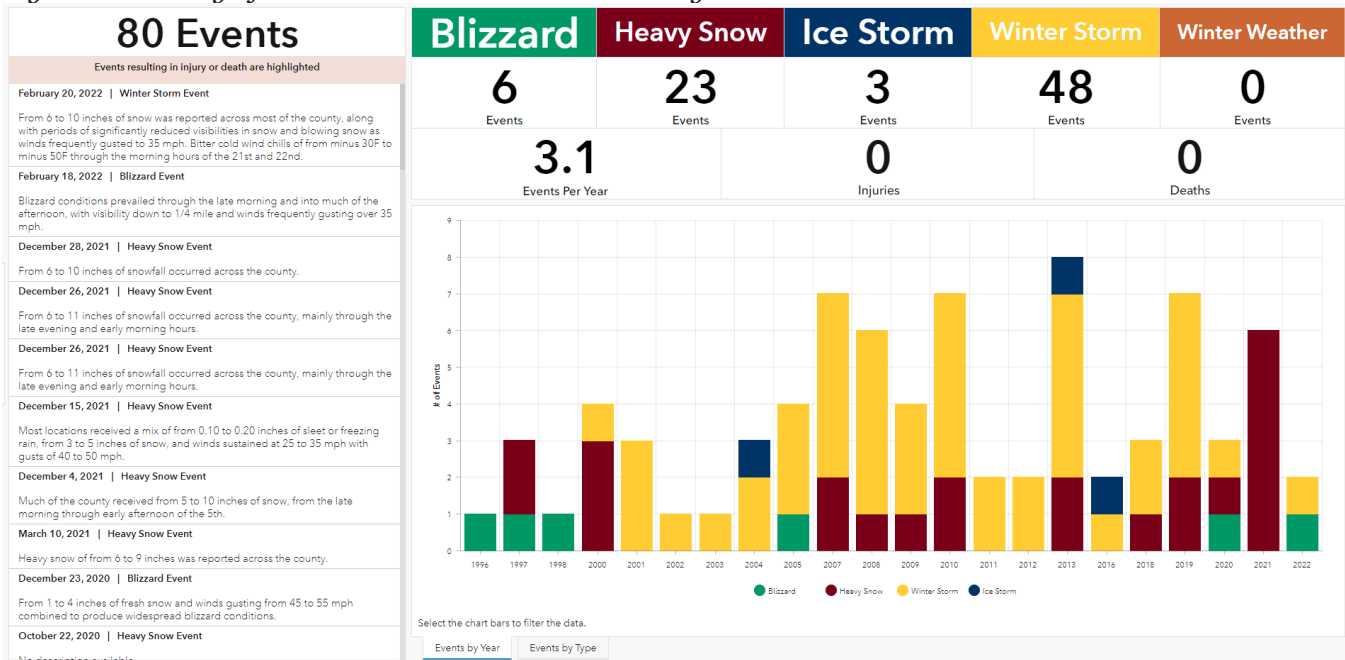 80 Events
Events resulting in injury or death are highlighted
February 20, 2022 | Winter Storm Event
From 6 to 10 inches of snow was reported across most of the county, along
with periods of significantly reduced visibilities in snow and blowing snow as
winds frequently gusted to 35 mph. Bitter cold wind chills of from minus 30F to
minus 50F through the morning hours of the 21st and 22nd.
February 18, 2022 | Blizzard Event
Blizzard conditions prevailed through the late morning and into much of the
afternoon, with visibility down to 1/4 mile and winds frequently gusting over 35
mph.
December 28, 2021 | Heavy Snow Event
From 6 to 10 inches of snowfall occurred across the county.
December 26, 2021 | Heavy Snow Event
From 6 to 11 inches of snowfall occurred across the county, mainly through the
late evening and early morning hours.
December 26, 2021 | Heavy Snow Event
From 6 to 11 inches of snowfall occurred across the county, mainly through the
late evening and early morning hours.
December 15, 2021 | Heavy Snow Event
Most locations received a mix of from 0.10 to 0.20 inches of sleet or freezing
rain, from 3 to 5 inches of snow, and winds sustained at 25 to 35 mph with
gusts of 40 to 50 mph.
December 4, 2021 | Heavy Snow Event
Much of the county received from 5 to 10 inches of snow, from the late
morning through early afternoon of the 5th.
March 10, 2021 | Heavy Snow Event
Heavy snow of from 6 to 9 inches was reported across the county.
December 23, 2020 | Blizzard Event
From 1 to 4 inches of fresh snow and winds gusting from 45 to 55 mph
combined to produce widespread blizzard conditions.
October 22, 2020 | Heavy Snow Event
No description available
Blizzard Heavy Snow Ice Storm Winter Storm Winter Weather
6 23 3 48 0
Events Events Events Events Events
3.1 0 0
Events Per Year Injuries Deaths
9
8
7
6
5
4
3
2
1
0
# of Events
1996 1997 1998 2000 2001 2002 2003 2004 2005 2007 2008 2009 2010 2011 2012 2013 2016 2018 2019 2020 2021 2022
Blizzard Heavy Snow Winter Storm Ice Storm
Select the chart bars to filter the data.
Events by Year Events by Type